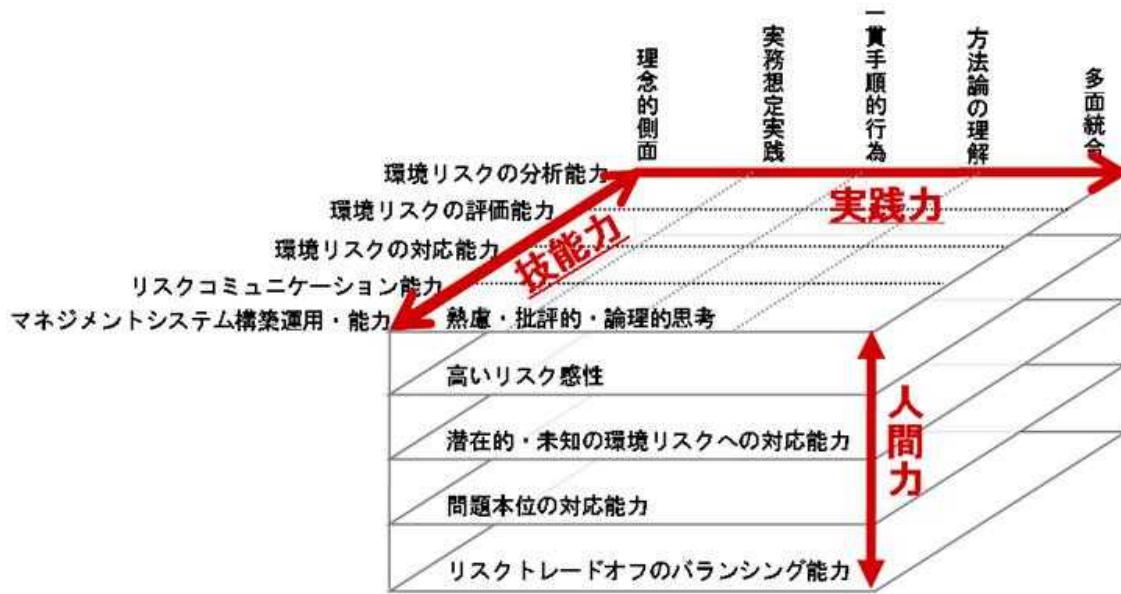 理念的側面
実務想定実践
一貫手順的行為
方法論の理解
多面統合
環境リスクの分析能力
環境リスクの評価能力
実践力
環境リスクの対応能力
技能力
リスクコミュニケーション能力
マネジメントシステム構築運用・能力
熟慮・批評的・論理的思考
高いリスク感性
人間力
潜在的・未知の環境リスクへの対応能力
問題本位の対応能力
リスクトレードオフのバランシング能力